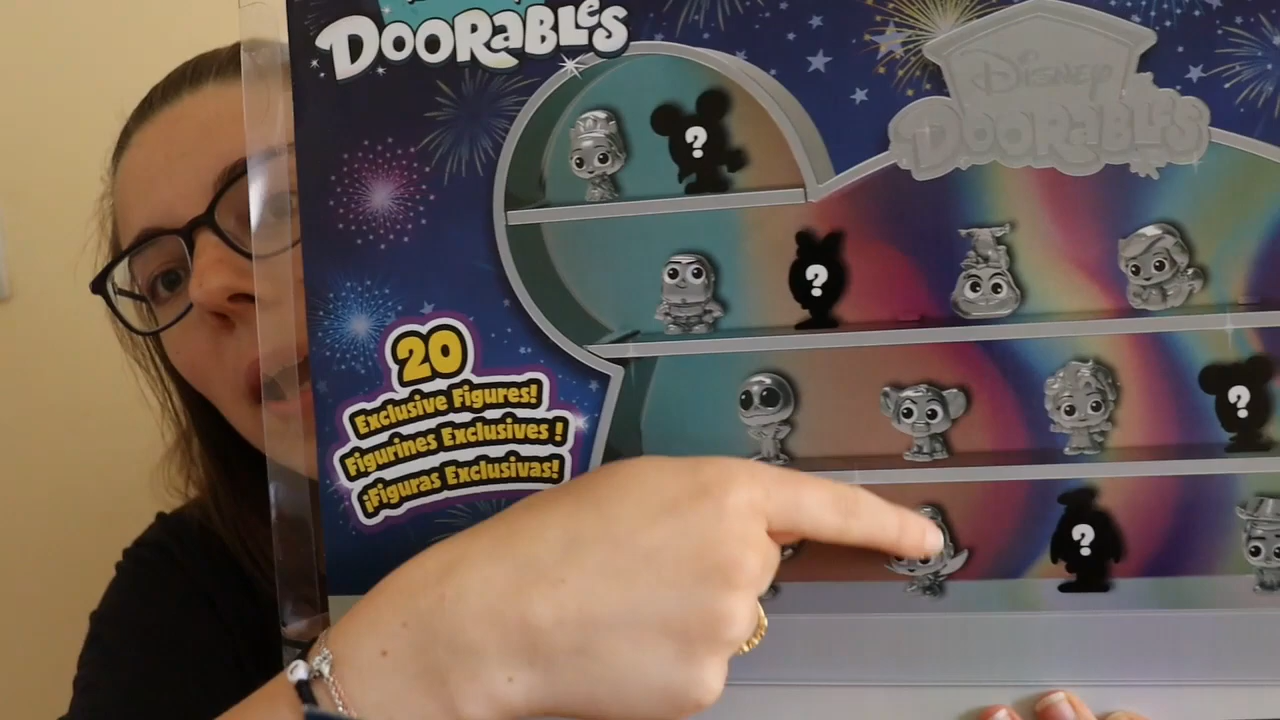 DOORABLES
DISNEY
DOORABLES
?
?
?
?
20
Exclusive Figures!
Figurines Exclusives !
¡Figuras Exclusivas!